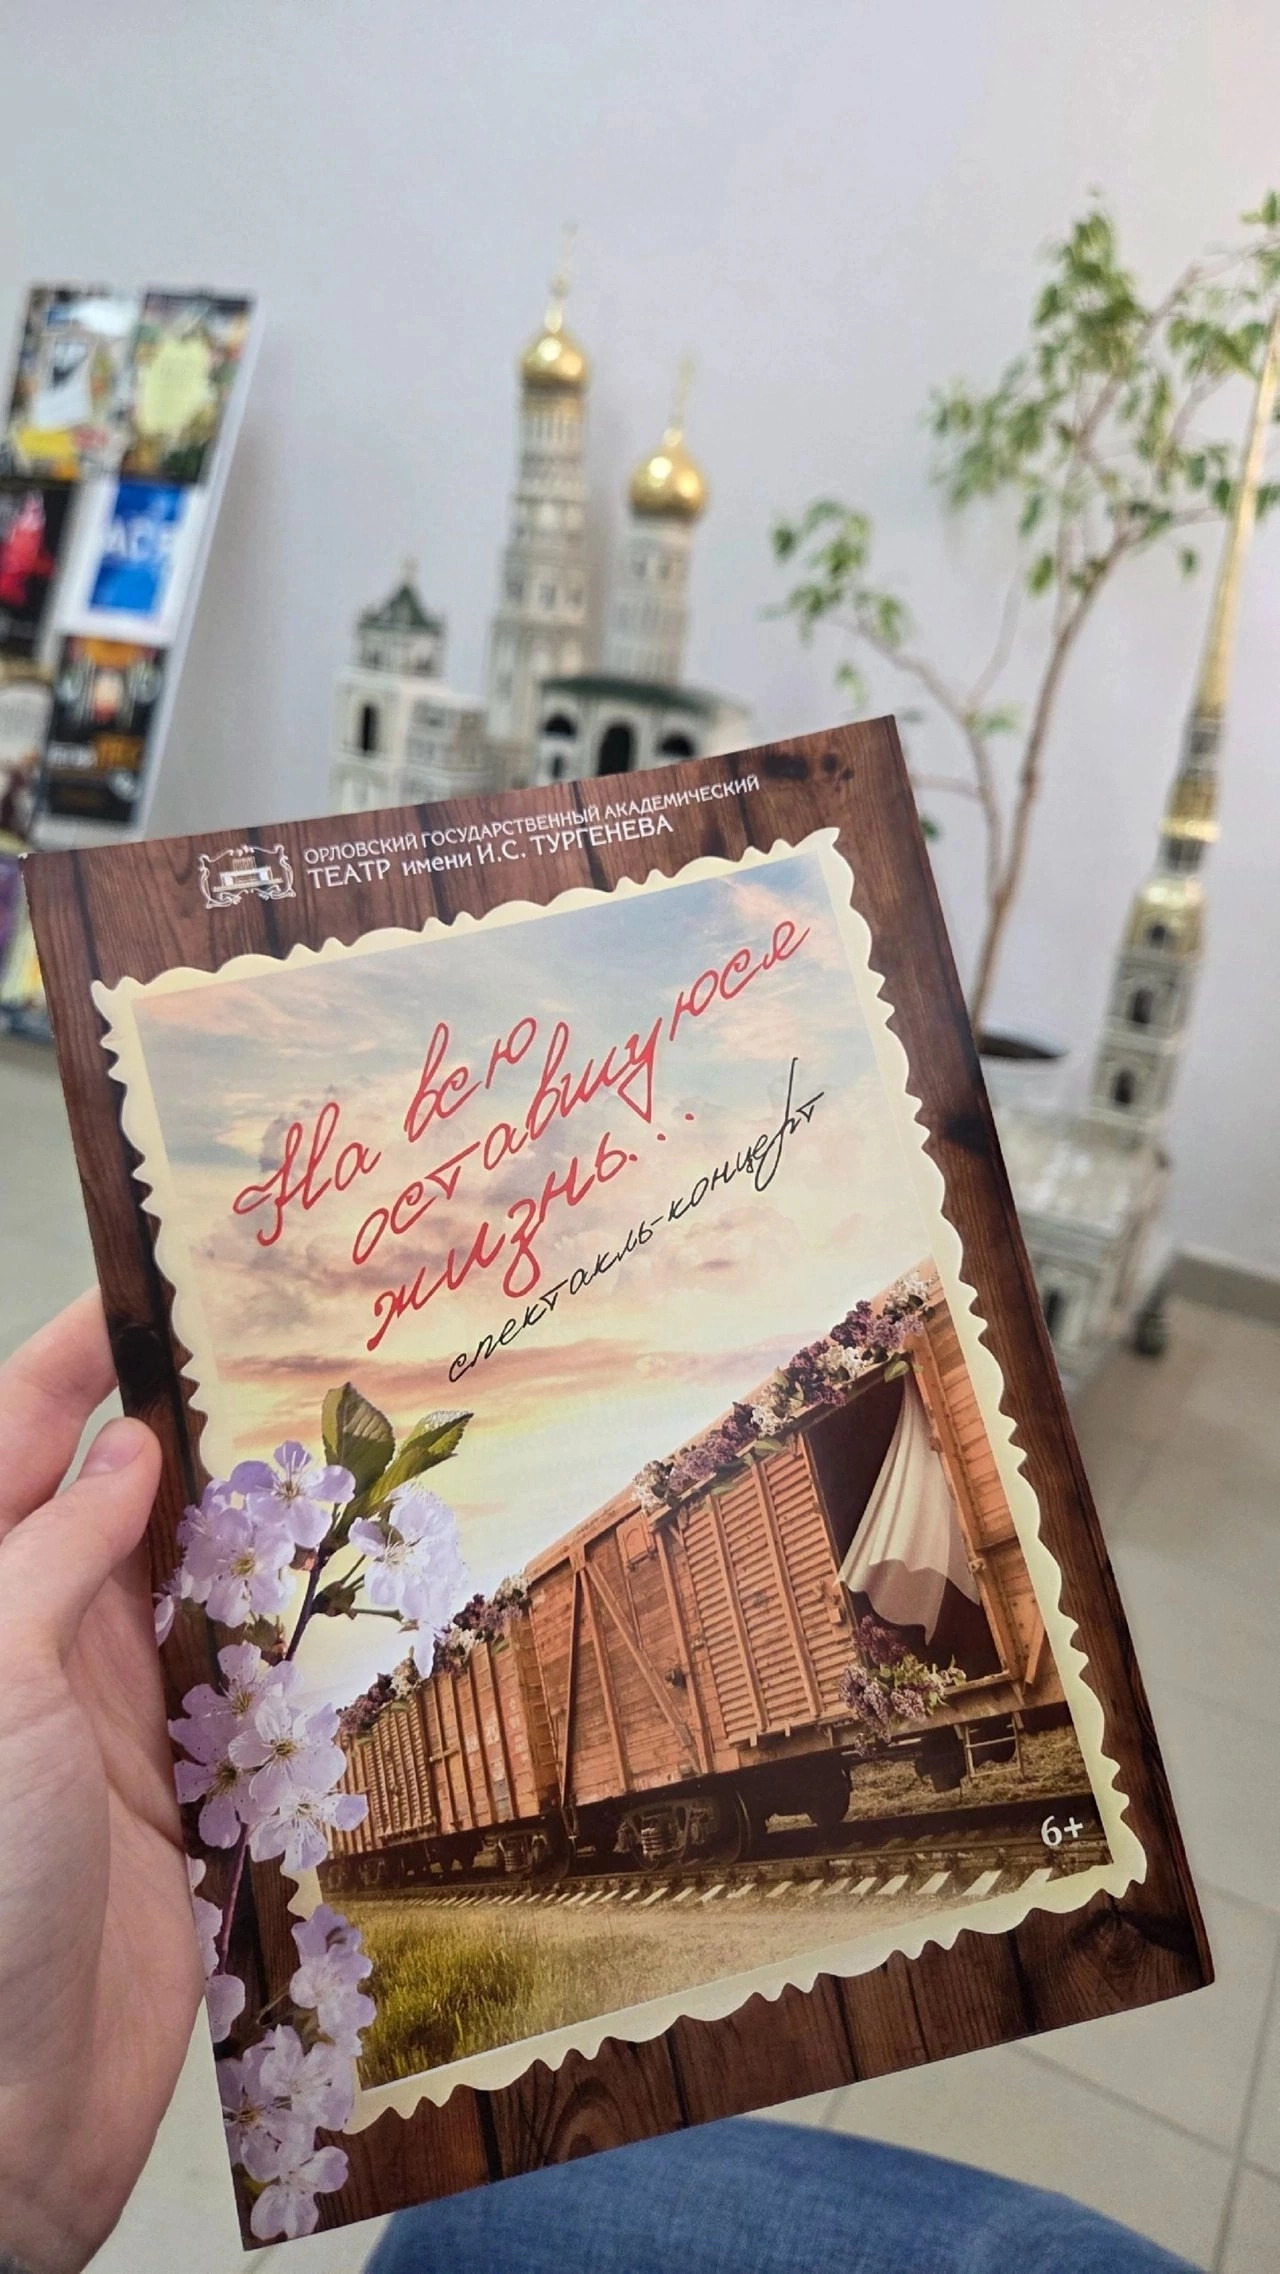 ОРЛОВСКИЙ ГОСУДАРСТВЕННЫЙ АКАДЕМИЧЕСКИЙ
ТЕАТР имени И.С. ТУРГЕНЕВА
На всю
оставшуюся
жизнь...
спектакль-концерт
6+